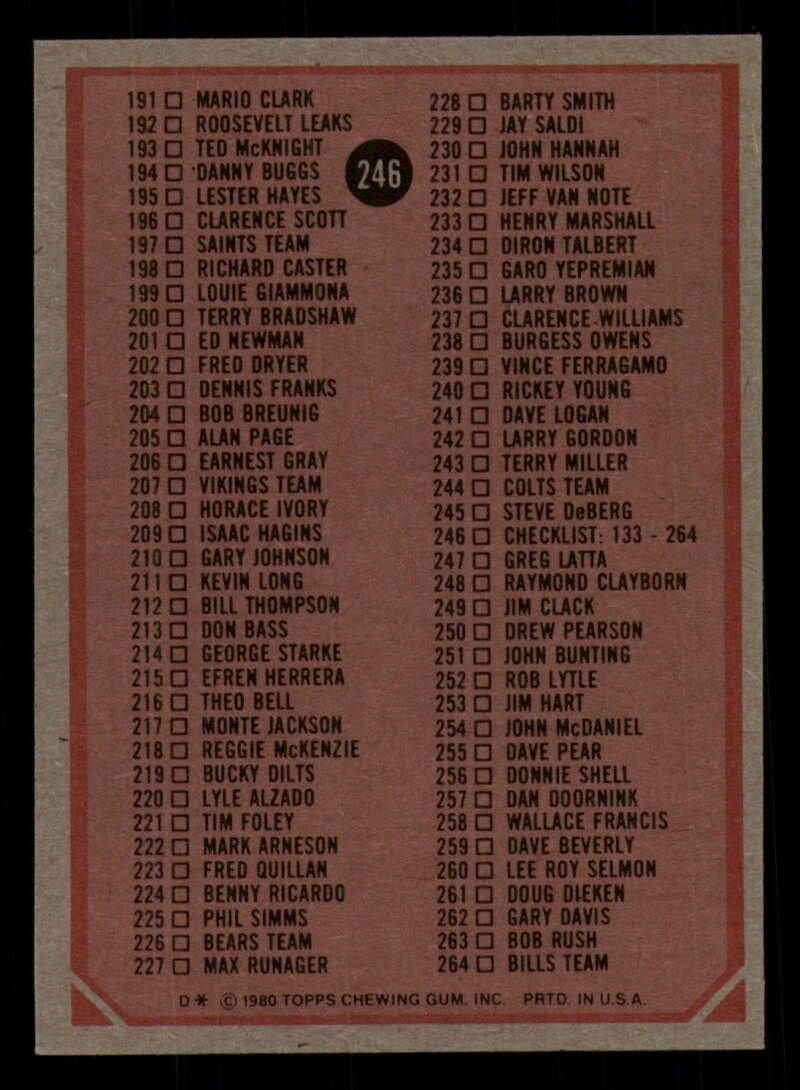 191 □ MARIO CLARK
192 □ ROOSEVELT LEAKS
193 □ TED McKNIGHT
194 □ DANNY BUGGS
195 □ LESTER HAYES
196 □ CLARENCE SCOTT
197 □ SAINTS TEAM
198 □ RICHARD CASTER
199 □ LOUIE GIAMMONA
200 □ TERRY BRADSHAW
201 □ ED NEWMAN
202 □ FRED DRYER
203 □ DENNIS FRANKS
204 □ BOB BREUNIG
205 □ ALAN PAGE
206 □ EARNEST GRAY
207 □ VIKINGS TEAM
208 □ HORACE IVORY
209 □ ISAAC HAGINS
210 □ GARY JOHNSON
211 □ KEVIN LONG
212 □ BILL THOMPSON
213 □ DON BASS
214 □ GEORGE STARKE
215 □ EFREN HERRERA
216 □ THEO BELL
217 □ MONTE JACKSON
218 □ REGGIE McKENZIE
219 □ BUCKY DILTS
220 □ LYLE ALZADO
221 □ TIM FOLEY
222 □ MARK ARNESON
223 □ FRED QUILLAN
224 □ BENNY RICARDO
225 □ PHIL SIMMS
226 □ BEARS TEAM
227 □ MAX RUNAGER
246
228 □ BARTY SMITH
229 □ JAY SALDI
230 □ JOHN HANNAH
231 □ TIM WILSON
232 □ JEFF VAN NOTE
233 □ HENRY MARSHALL
234 □ DIRON TALBERT
235 □ GARO YEPREMIAN
236 □ LARRY BROWN
237 □ CLARENCE WILLIAMS
238 □ BURGESS OWENS
239 □ VINCE FERRAGAMO
240 □ RICKEY YOUNG
241 □ DAVE LOGAN
242 □ LARRY GORDON
243 □ TERRY MILLER
244 □ COLTS TEAM
245 □ STEVE DeBERG
246 □ CHECKLIST: 133 - 264
247 □ GREG LATTA
248 □ RAYMOND CLAYBORN
249 □ JIM CLACK
250 □ DREW PEARSON
251 □ JOHN BUNTING
252 □ ROB LYTLE
253 □ JIM HART
254 □ JOHN McDANIEL
255 □ DAVE PEAR
256 □ DONNIE SHELL
257 □ DAN DOORNINK
258 □ WALLACE FRANCIS
259 □ DAVE BEVERLY
260 □ LEE ROY SELMON
261 □ DOUG DIEKEN
262 □ GARY DAVIS
263 □ BOB RUSH
264 □ BILLS TEAM
D * © 1980 TOPPS CHEWING GUM, INC. PRTD. IN U.S.A.